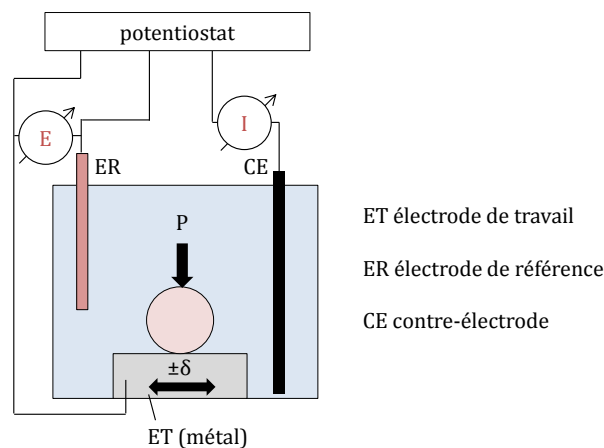 potentiostat
E
I
ER
CE
P
±δ
ET (métal)
ET électrode de travail
ER électrode de référence
CE contre-électrode